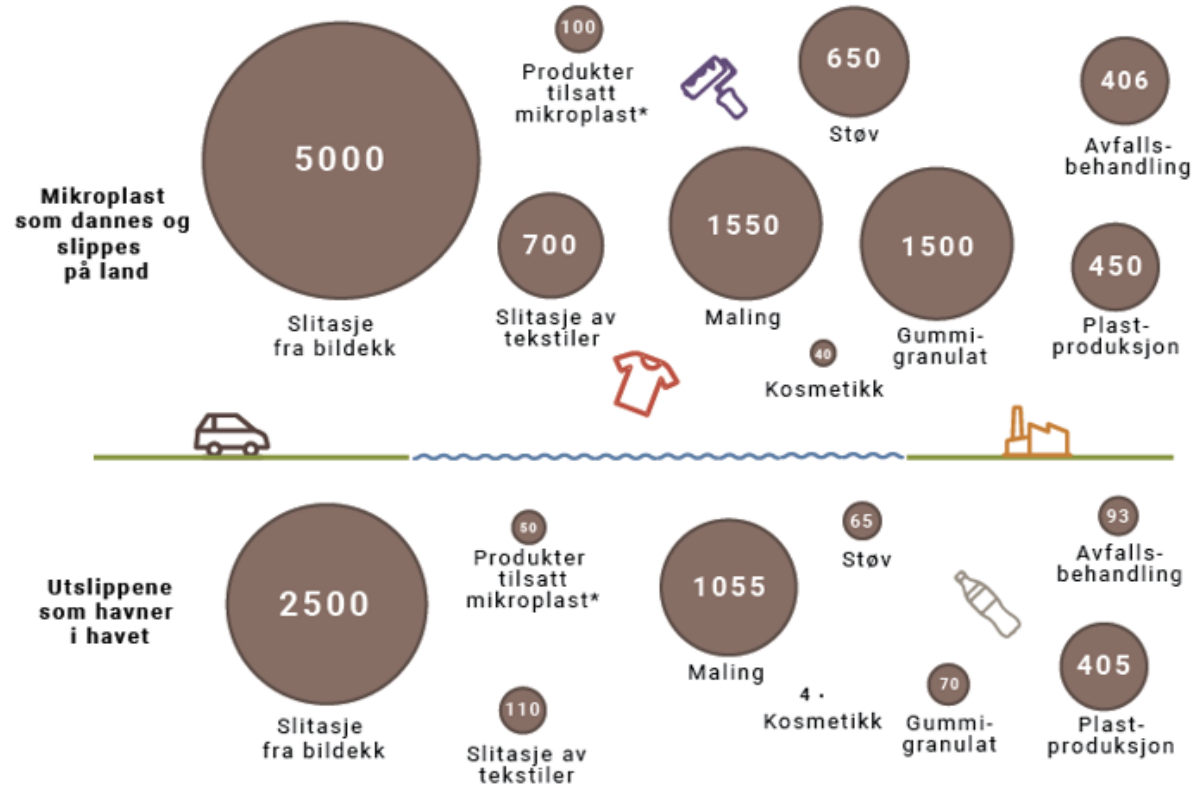 Mikroplast
som dannes og
slippes
på land
5000
Slitasje
fra bildekk
100
Produkter
tilsatt
mikroplast*
700
Slitasje av
tekstiler
1550
Maling
650
Støv
40
Kosmetikk
1500
Gummi-
granulat
406
Avfalls-
behandling
450
Plast-
produksjon
Utslippene
som havner
i havet
2500
Slitasje
fra bildekk
50
Produkter
tilsatt
mikroplast*
110
Slitasje av
tekstiler
1055
Maling
65
Støv
4
Kosmetikk
70
Gummi-
granulat
93
Avfalls-
behandling
405
Plast-
produksjon